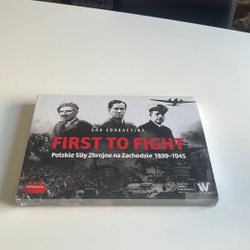 GRA EDUKACYJNA
FIRST TO FIGHT
Polskie Siły Zbrojne na Zachodzie 1939–1945